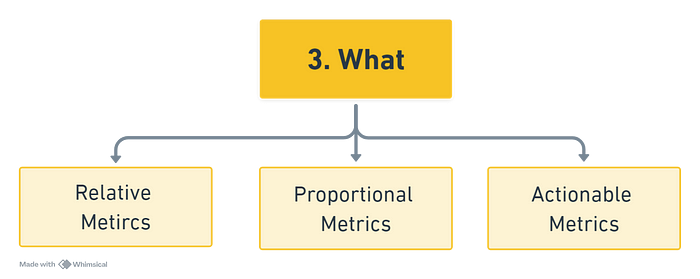 3. What
Relative
Metircs
Proportional
Metrics
Actionable
Metrics
Made with Whimsical